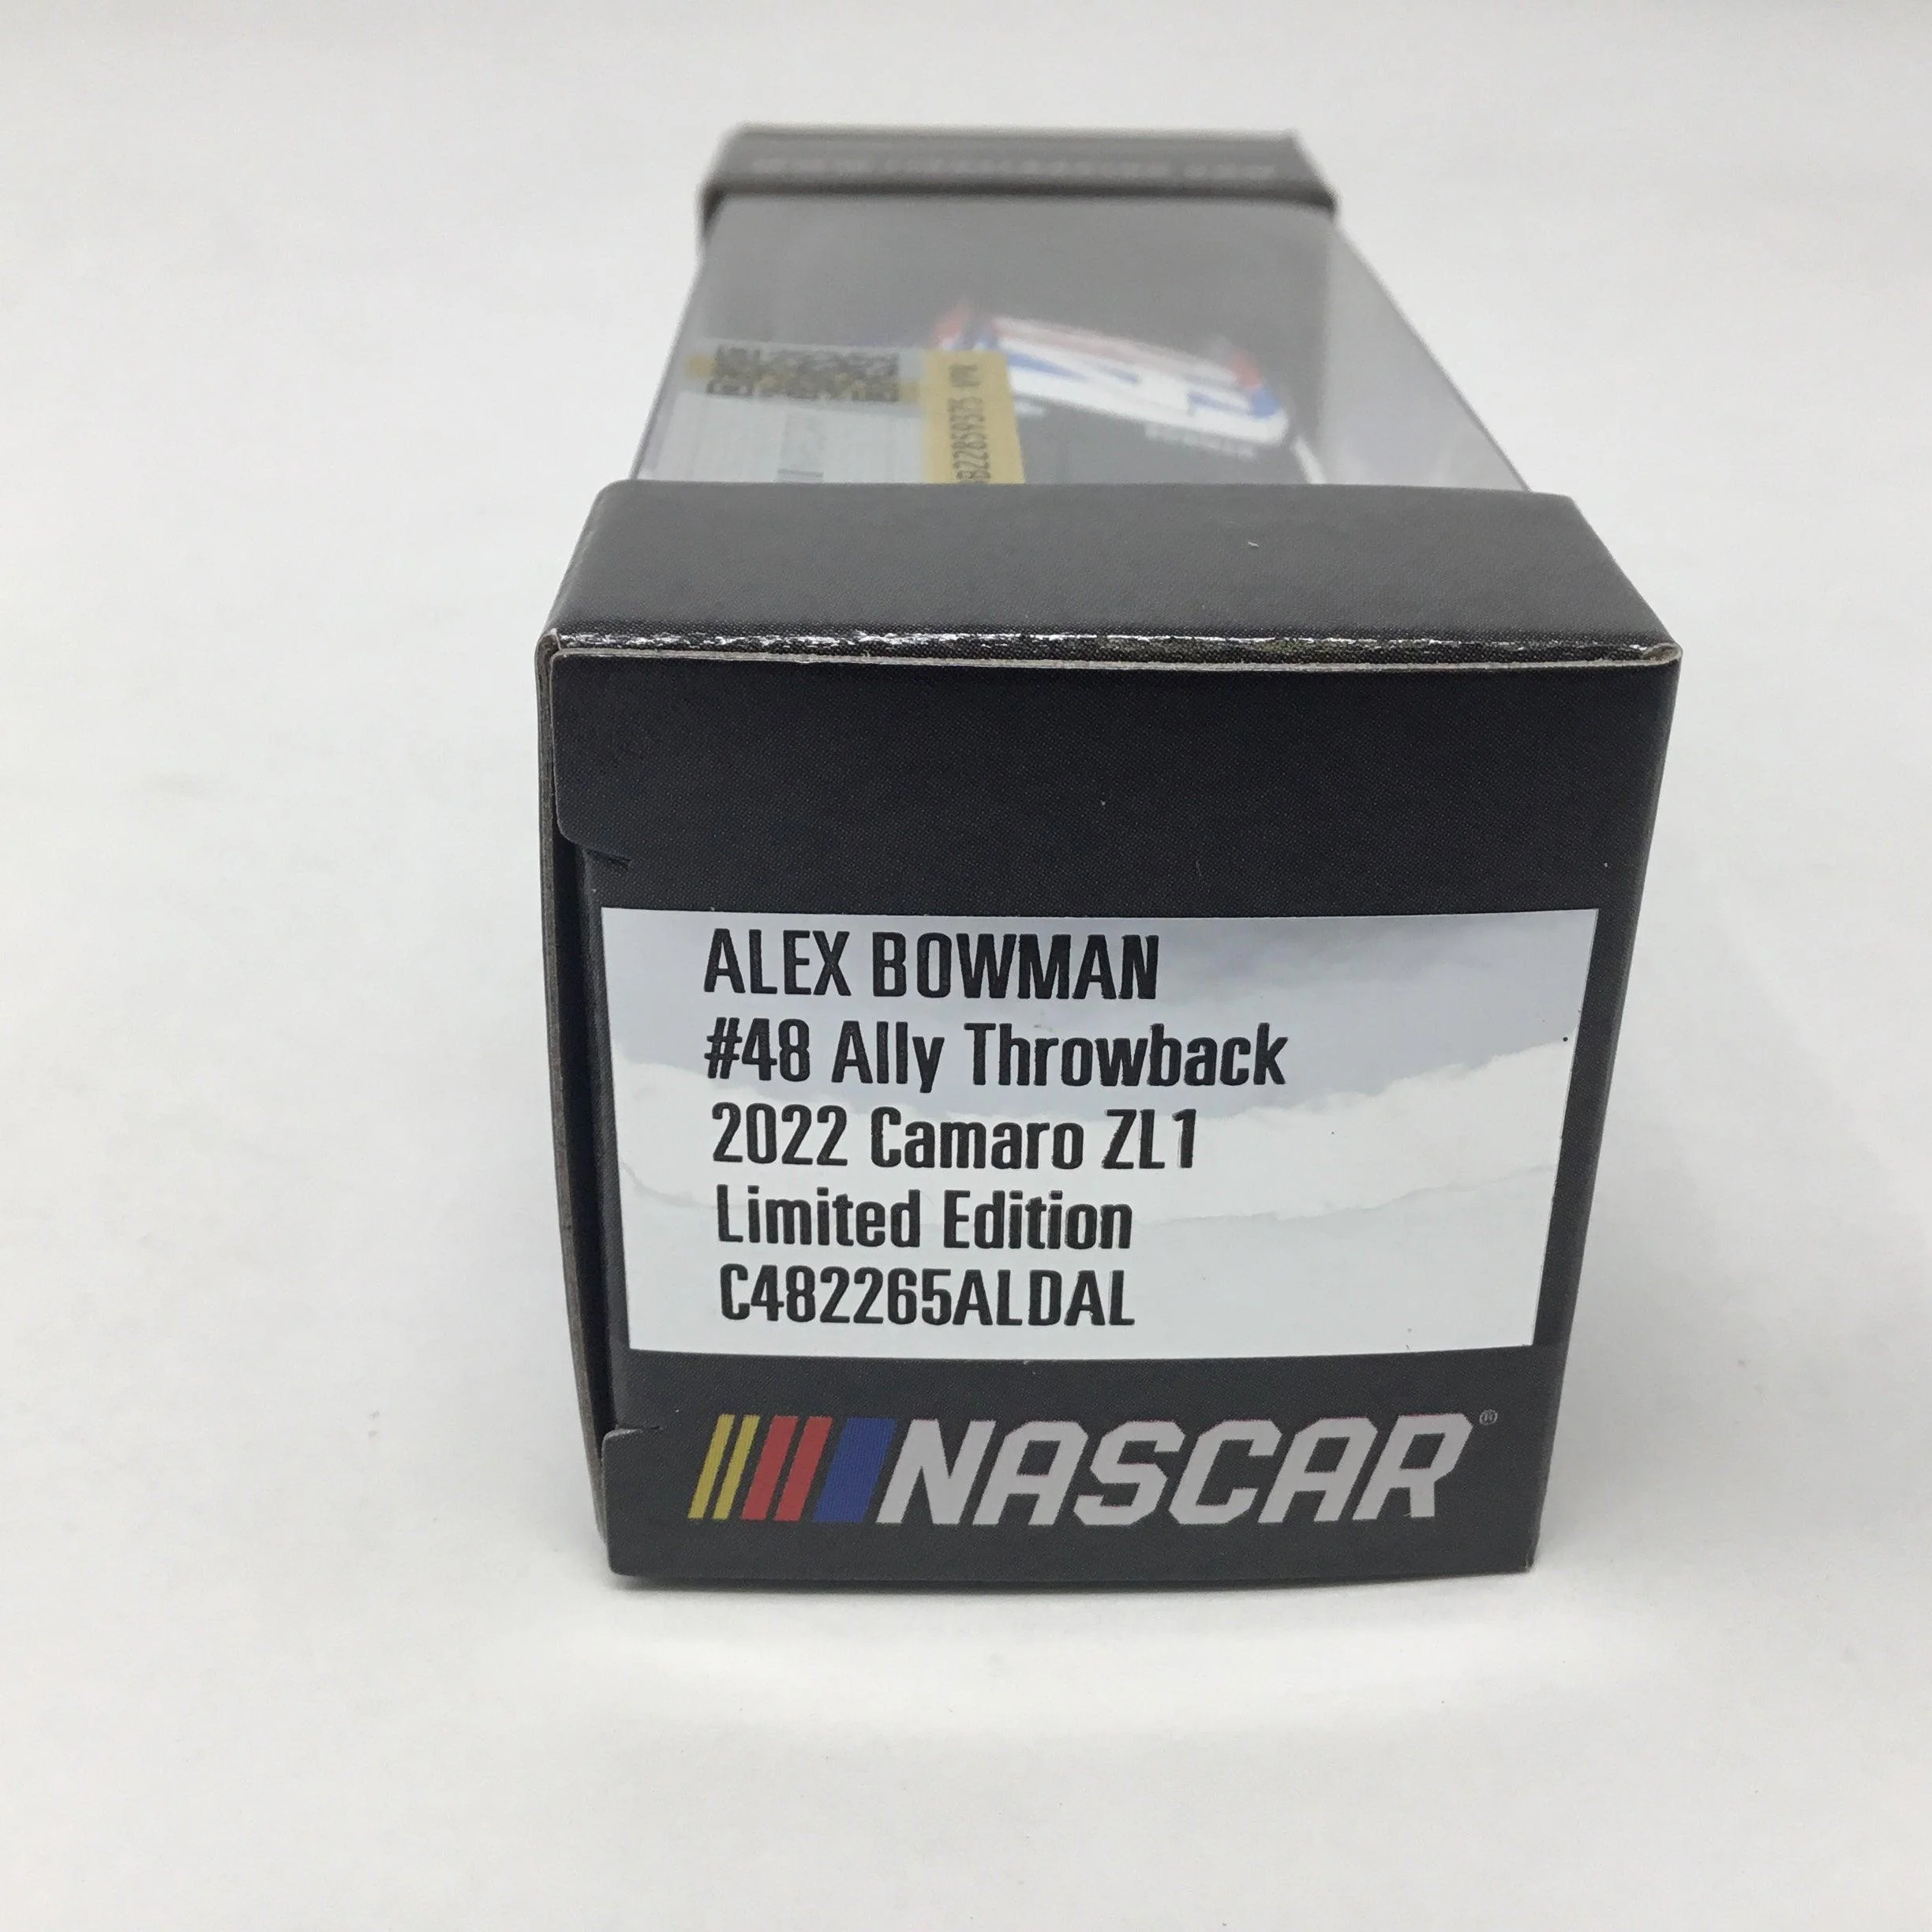 ALEX BOWMAN
#48 Ally Throwback
2022 Camaro ZL1
Limited Edition
C482265ALDAL
NASCAR®